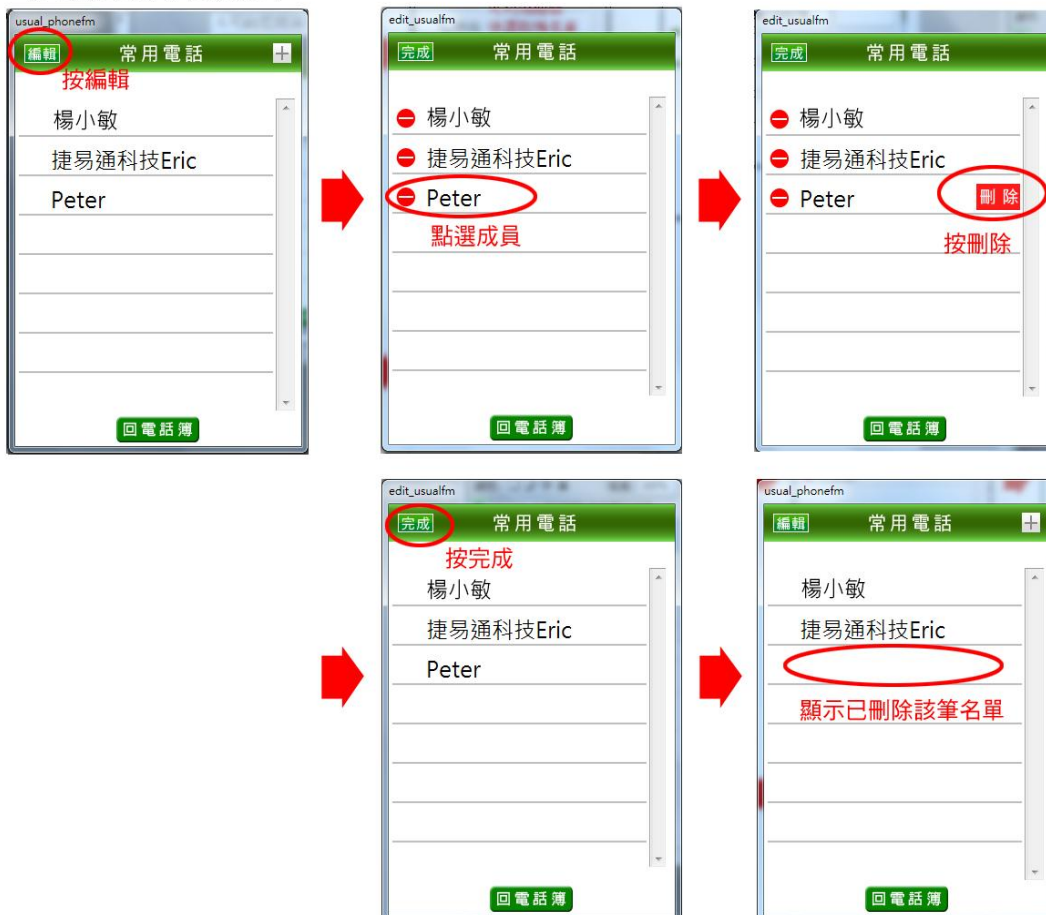 usual_phonefm
編輯 常用電話 +
按編輯
楊小敏
捷易通科技Eric
Peter
回電話簿
edit_usualfm
完成 常用電話
楊小敏
捷易通科技Eric
Peter
點選成員
回電話簿
edit_usualfm
完成 常用電話
楊小敏
捷易通科技Eric
Peter 刪除
按刪除
回電話簿
edit_usualfm
完成 常用電話
按完成
楊小敏
捷易通科技Eric
Peter
回電話簿
usual_phonefm
編輯 常用電話 +
楊小敏
捷易通科技Eric
顯示已刪除該筆名單
回電話簿